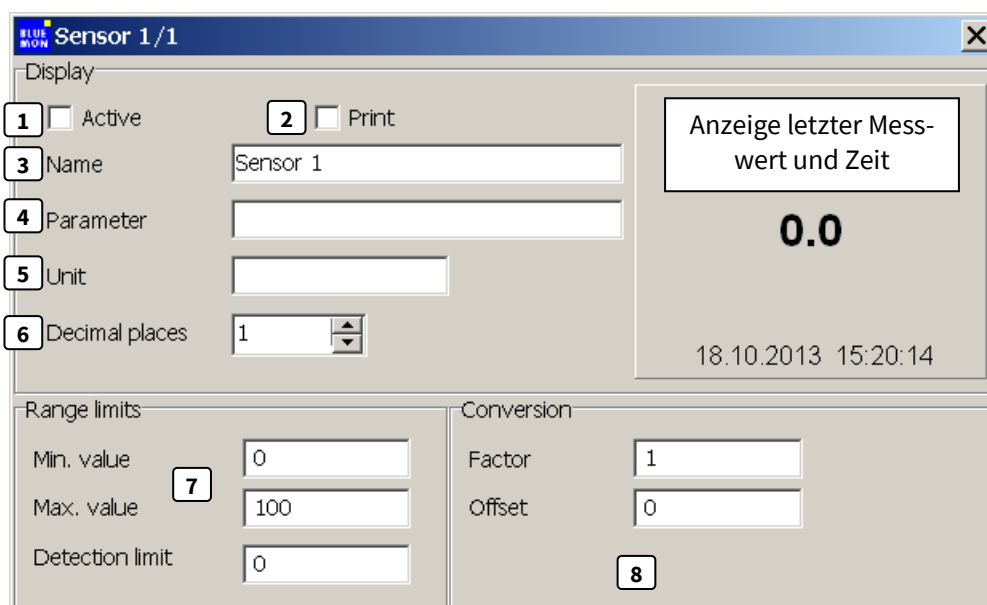 BLUE
MON
Sensor 1/1
Display
1 Active 2 Print
3 Name Sensor 1
4 Parameter
5 Unit
6 Decimal places 1
Anzeige letzter Mess-
wert und Zeit
0.0
18.10.2013 15:20:14
Range limits
Min. value 0
7
Max. value 100
Detection limit 0
Conversion
Factor 1
Offset 0
8